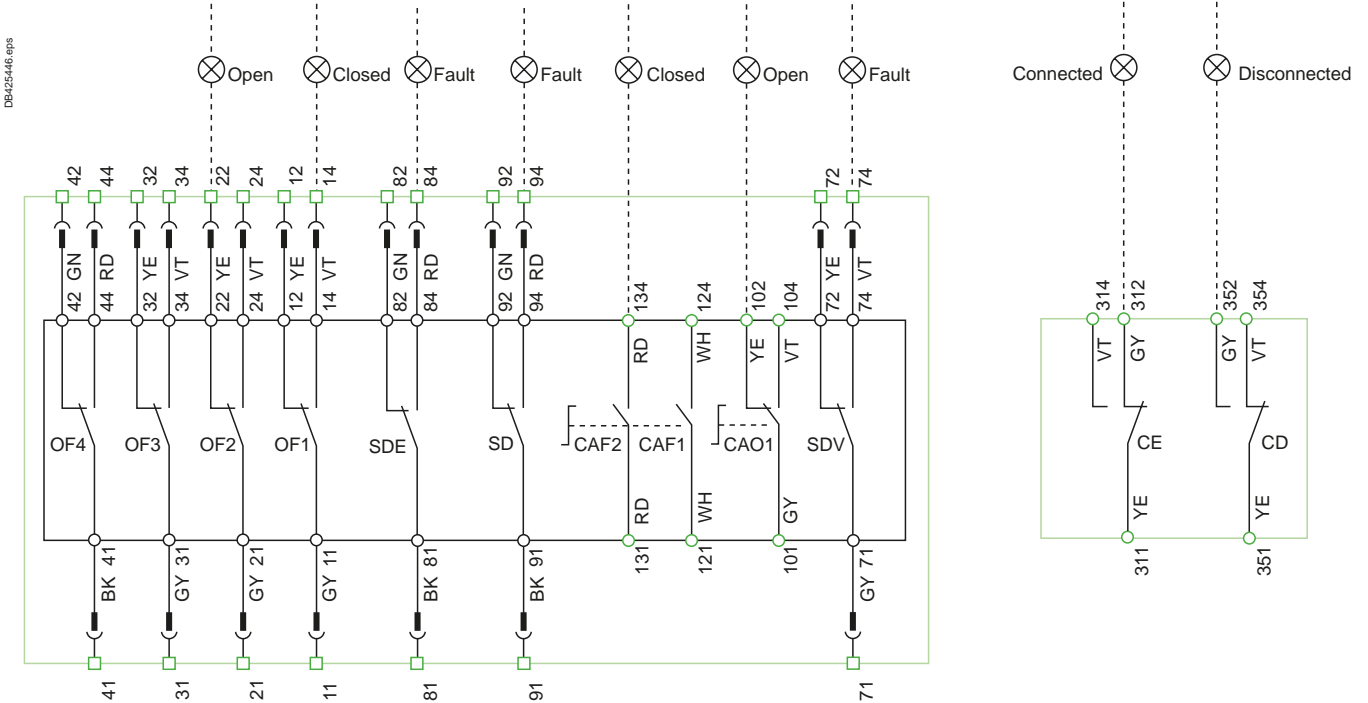 DB425446.eps
Open Closed Fault Fault Closed Open Fault Connected Disconnected
42 44 32 34 22 24 12 14 82 84 92 94 72 74
GN RD YE VT YE VT YE VT GN RD GN RD YE VT
42 44 32 34 22 24 12 14 82 84 92 94 134 124 102 104 72 74 314 312 352 354
RD WH YE VT VT GY GY VT
OF4 OF3 OF2 OF1 SDE SD CAF2 CAF1 CAO1 SDV CE CD
RD WH GY YE YE
41 31 21 11 81 91 131 121 101 71 311 351
BK GY GY GY BK BK GY
41 31 21 11 81 91 71